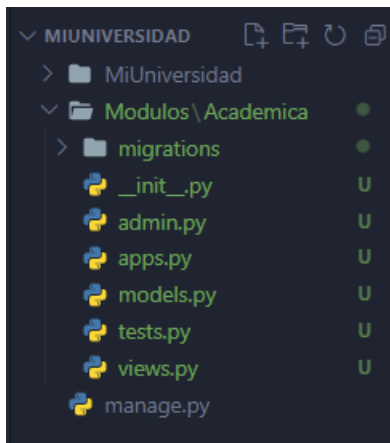 MIUNIVERSIDAD
MiUniversidad
Modulos\Academica
migrations
__init__.py U
admin.py U
apps.py U
models.py U
tests.py U
views.py U
manage.py